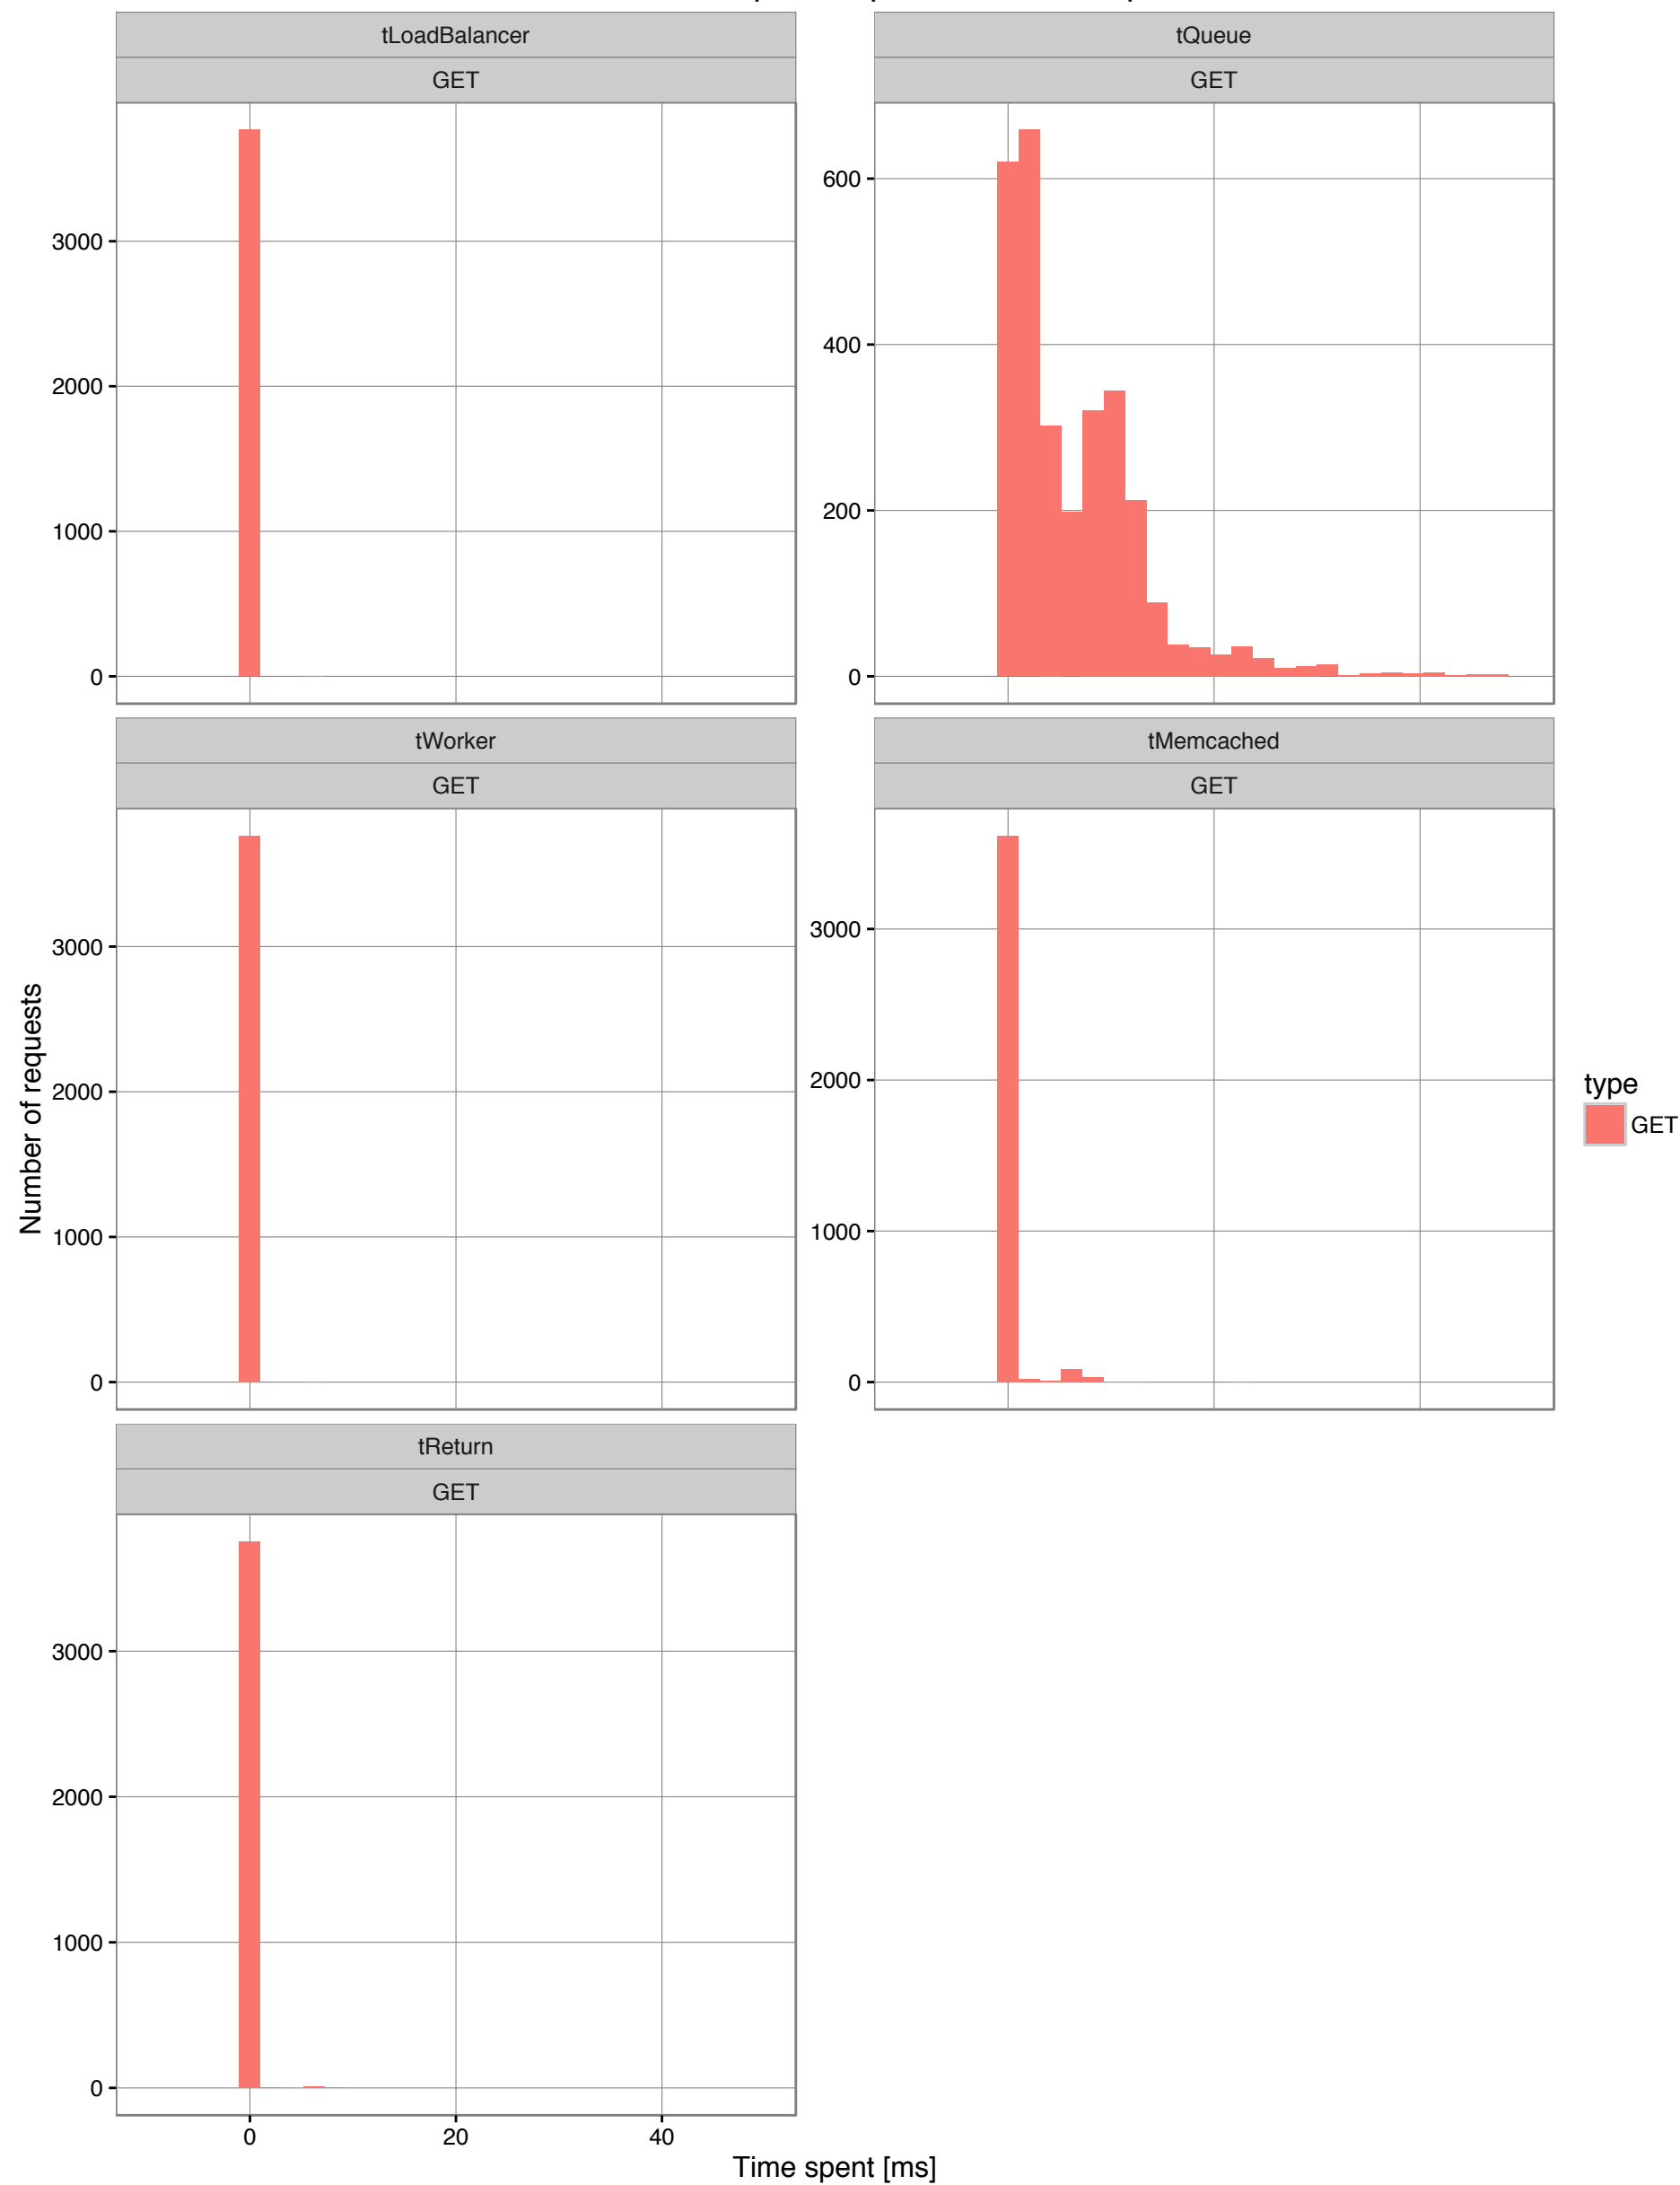 tLoadBalancer
GET
3000
2000
1000
0
tQueue
GET
600
400
200
0
tWorker
GET
3000
2000
1000
0
tMemcached
GET
3000
2000
1000
0
tReturn
GET
3000
2000
1000
0
0 20 40
Number of requests
Time spent [ms]
type
GET